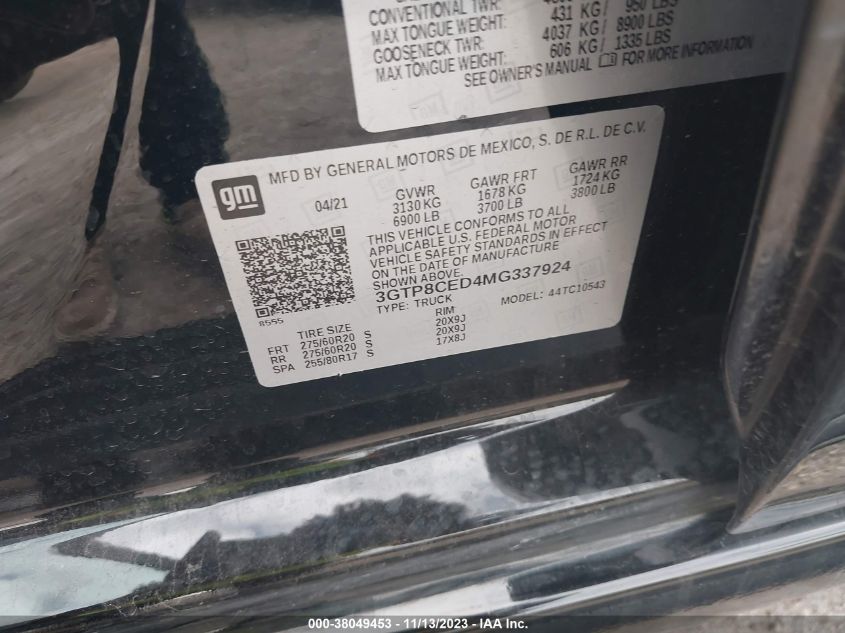 CONVENTIONAL TWR: 431 KG/ 950 LBS
MAX TONGUE WEIGHT: 4037 KG/ 8900 LBS
GOOSENECK TWR: 606 KG/ 1335 LBS
MAX TONGUE WEIGHT:
SEE OWNER'S MANUAL FOR MORE INFORMATION
gm
MFD BY GENERAL MOTORS DE MEXICO, S. DE R.L. DE C.V.
04/21 GVWR GAWR FRT GAWR RR
3130 KG 1678 KG 1724 KG
6900 LB 3700 LB 3800 LB
THIS VEHICLE CONFORMS TO ALL
APPLICABLE U.S. FEDERAL MOTOR
VEHICLE SAFETY STANDARDS IN EFFECT
ON THE DATE OF MANUFACTURE
SHOWN ABOVE.
3GTP8CED4MG337924
TYPE: TRUCK MODEL: 44TC10543
8555
TIRE SIZE RIM
FRT 275/60R20 S 20X9J
RR 275/60R20 S 20X9J
SPA 255/80R17 S 17X8J
000-38049453 - 11/13/2023 - IAAI Inc.